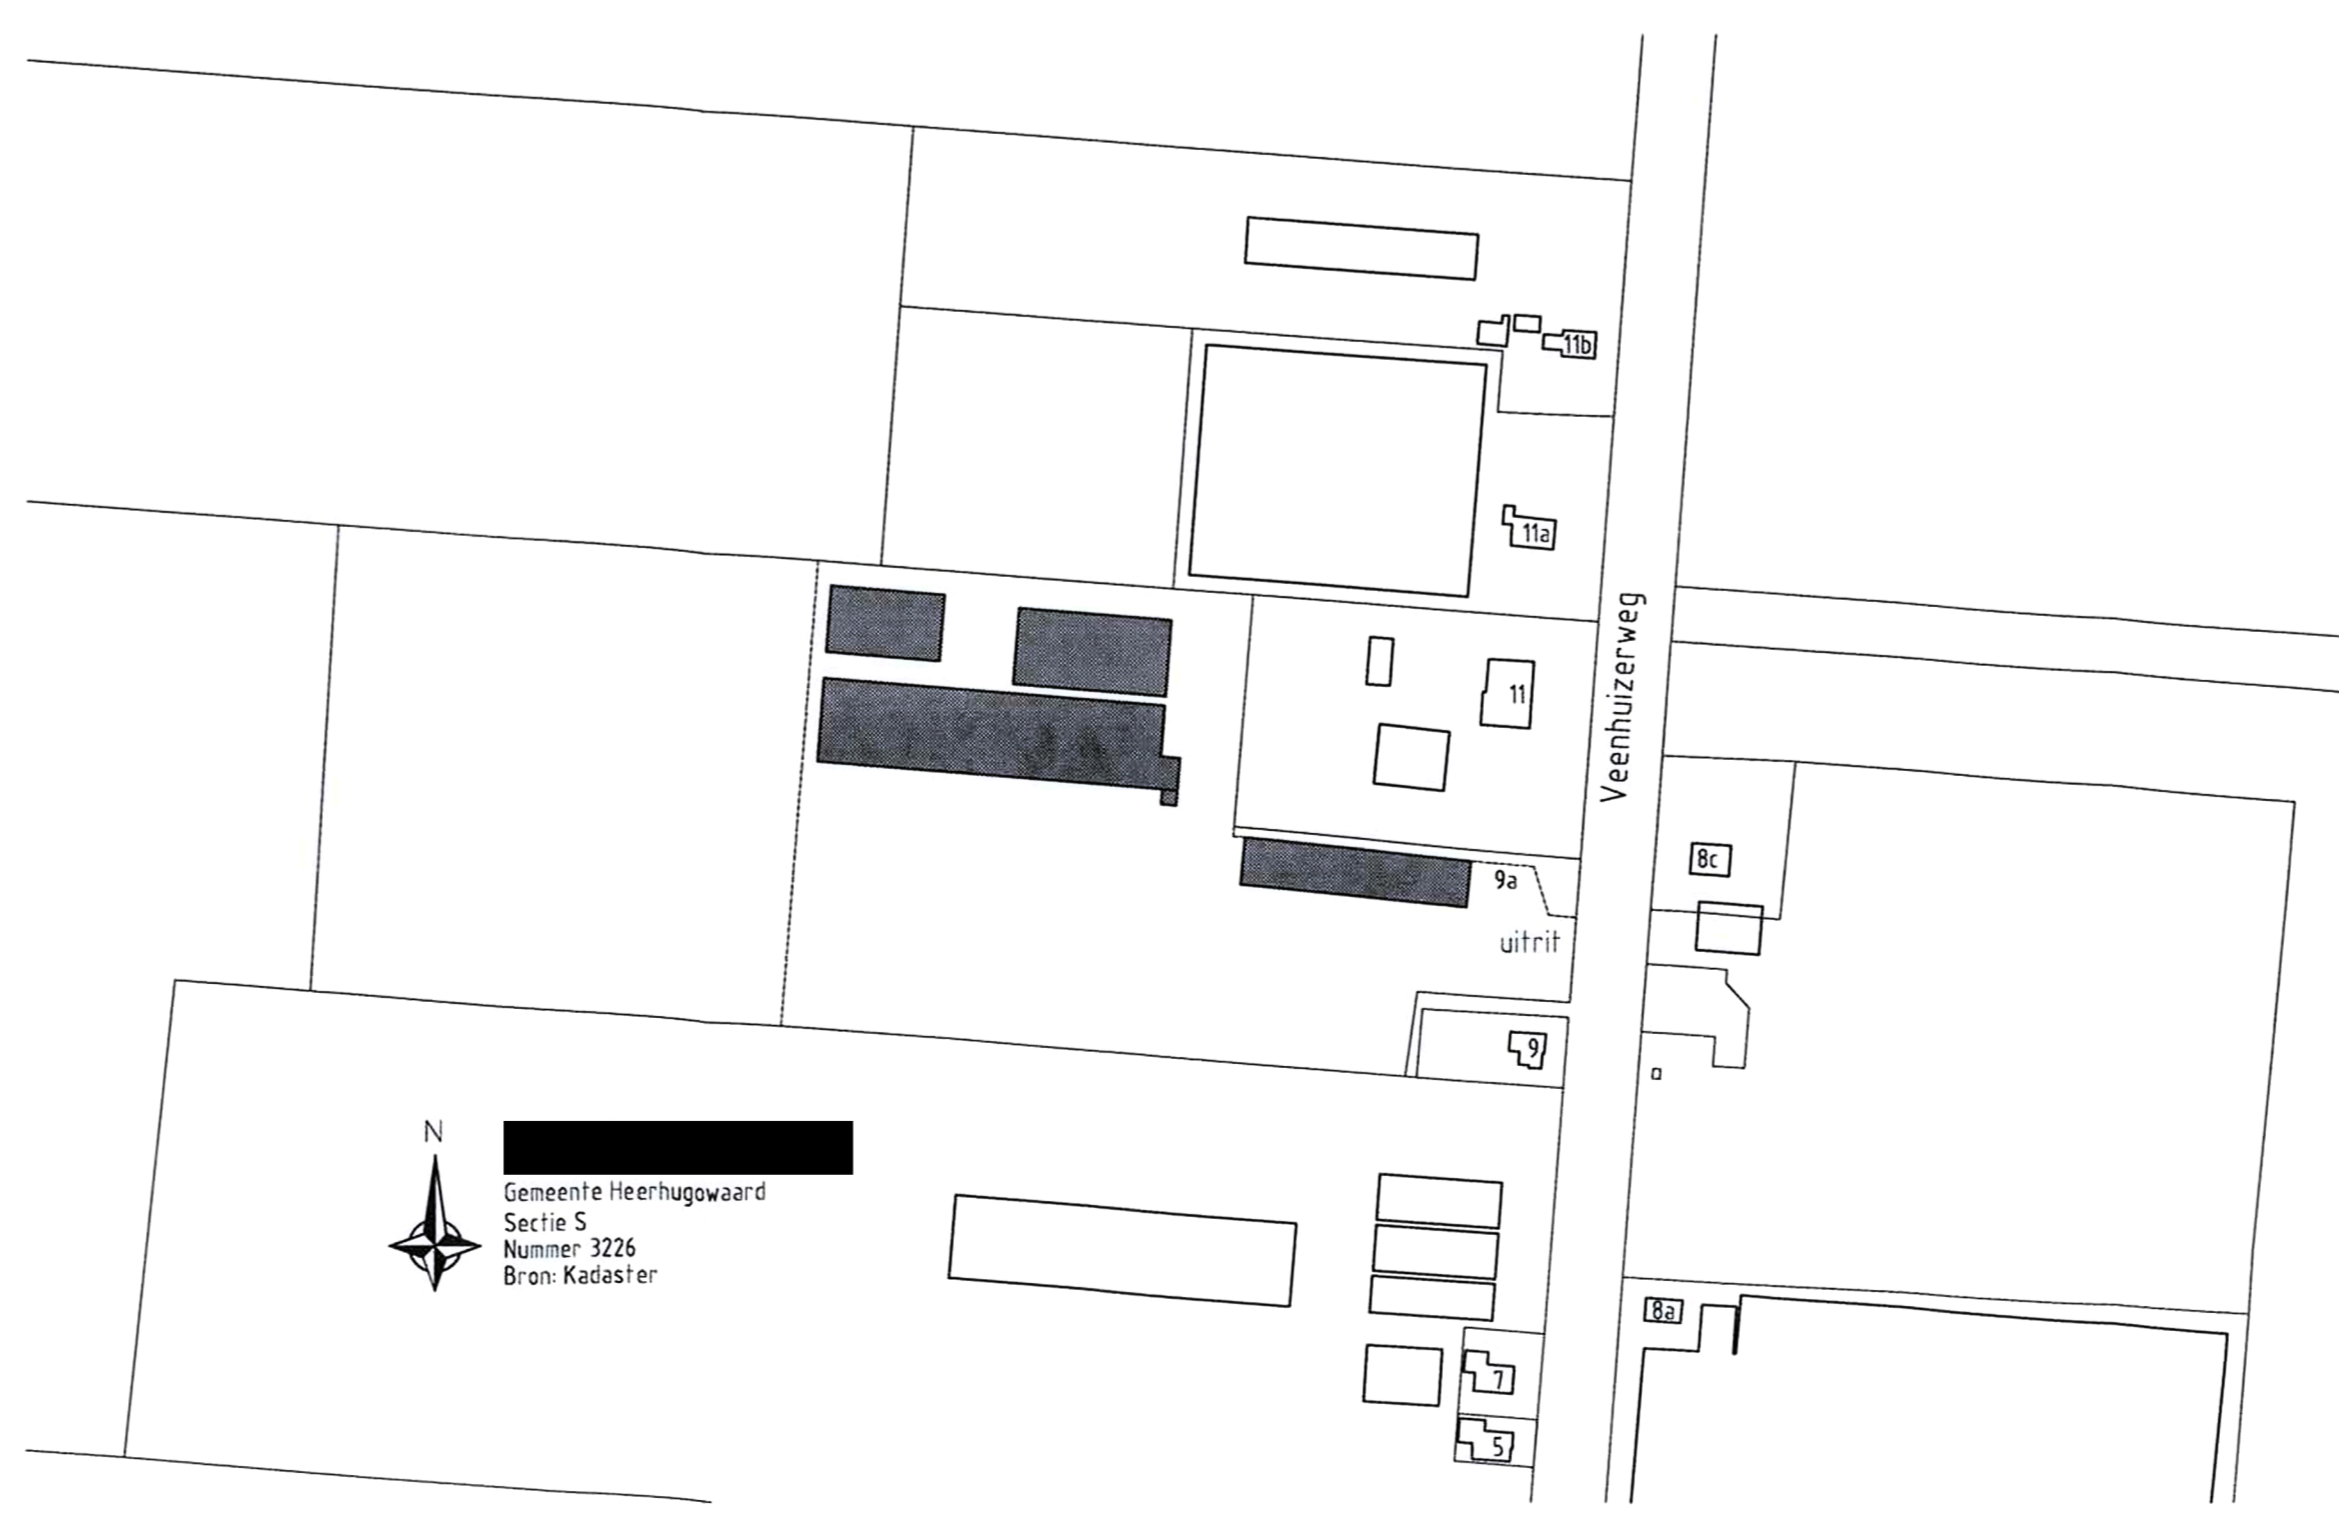 11b
11a
Veenhuizerweg
11
8c
9a
uitrit
9
N
Gemeente Heerhugowaard
Sectie S
Nummer 3226
Bron: Kadaster
8a
7
5